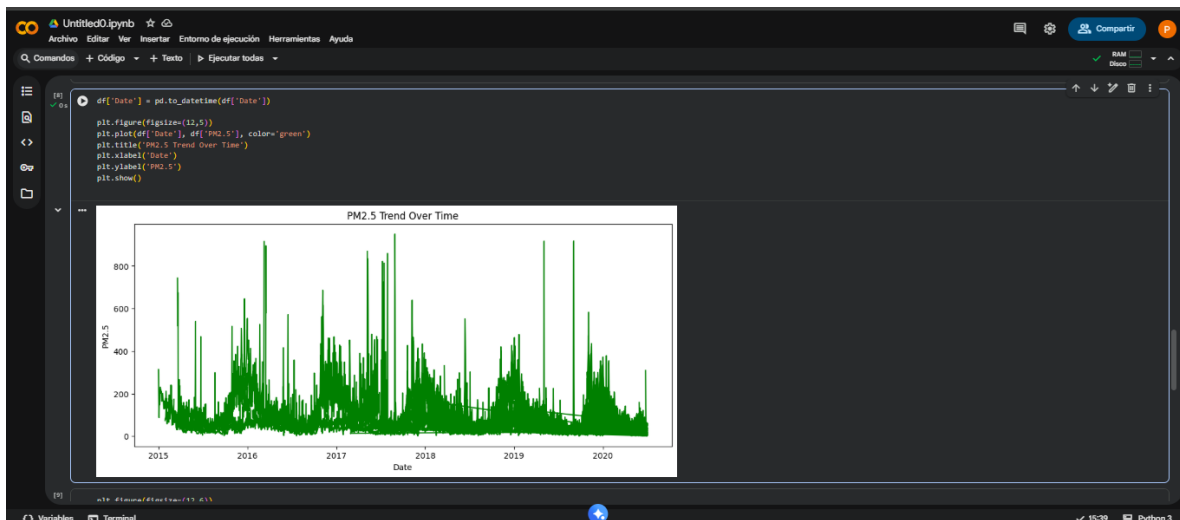 Untitled0.ipynb
Archivo Editar Ver Insertar Entorno de ejecución Herramientas Ayuda
Compartir
P
Comandos + Código + Texto Ejecutar todas
RAM
Disco
[8]
0 s
df['Date'] = pd.to_datetime(df['Date'])
plt.figure(figsize=(12,5))
plt.plot(df['Date'], df['PM2.5'], color='green')
plt.title('PM2.5 Trend Over Time')
plt.xlabel('Date')
plt.ylabel('PM2.5')
plt.show()
PM2.5 Trend Over Time
800
600
400
200
0
PM2.5
2015 2016 2017 2018 2019 2020
Date
[9]
plt.figure(figsize=(12,6))
Variables Terminal
15:39 Python 3